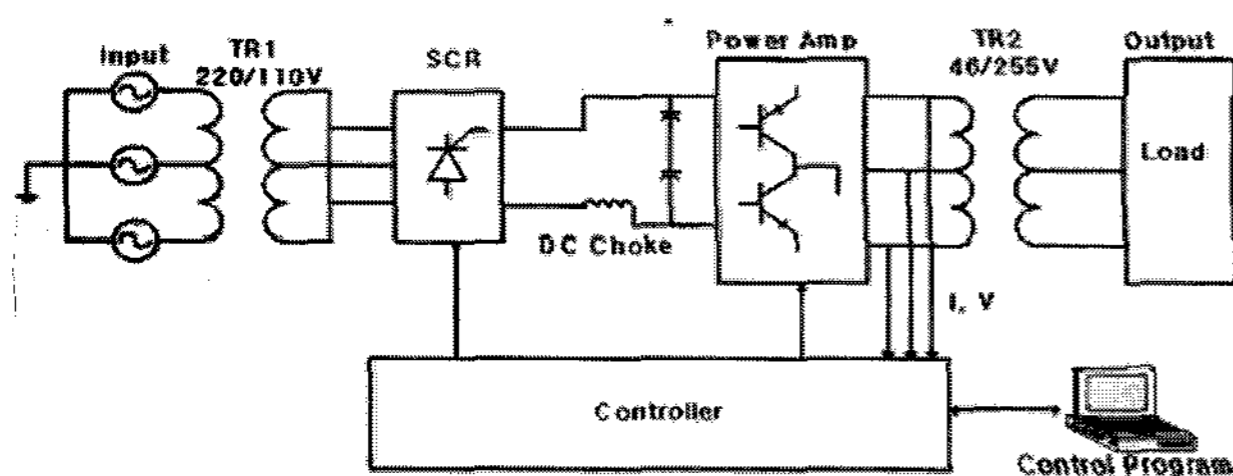 Input
TR1
220/110V
SCR
Power Amp
TR2
46/255V
Output
Load
DC Choke
I, V
Controller
Control Program